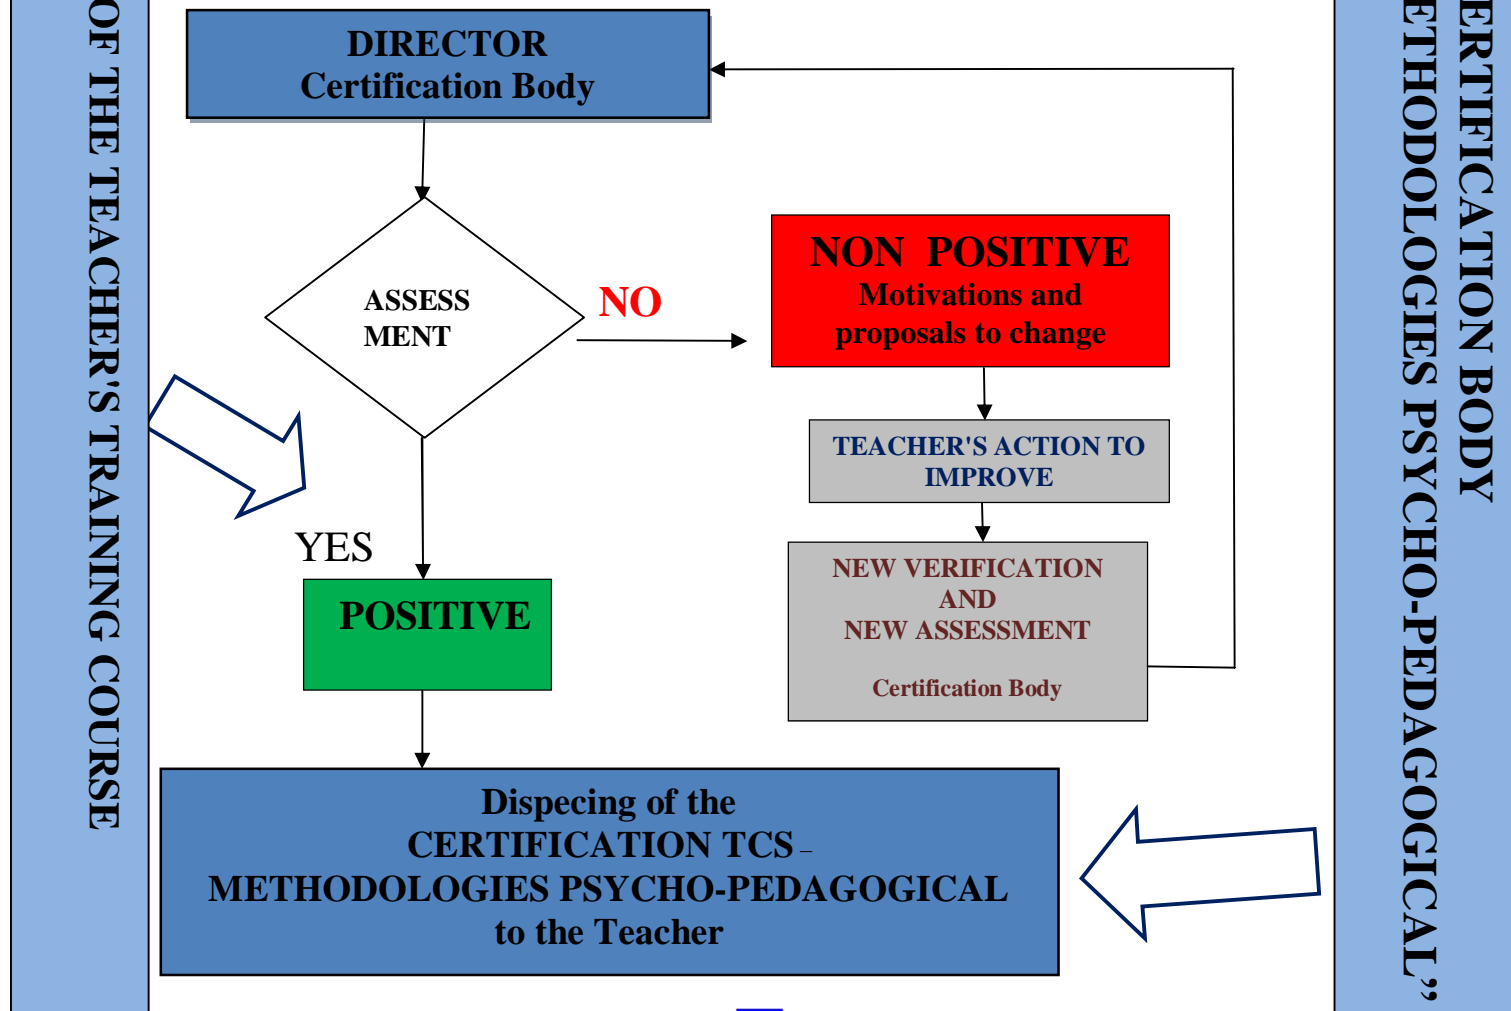 OF THE TEACHER'S TRAINING COURSE
DIRECTOR
Certification Body
ASSESS
MENT
NO
NON POSITIVE
Motivations and
proposals to change
TEACHER'S ACTION TO
IMPROVE
NEW VERIFICATION
AND
NEW ASSESSMENT
Certification Body
YES
POSITIVE
Dispecing of the
CERTIFICATION TCS –
METHODOLOGIES PSYCHO-PEDAGOGICAL
to the Teacher
ERTIFICATION BODY
ETHODOLOGIES PSYCHO-PEDAGOGICAL”